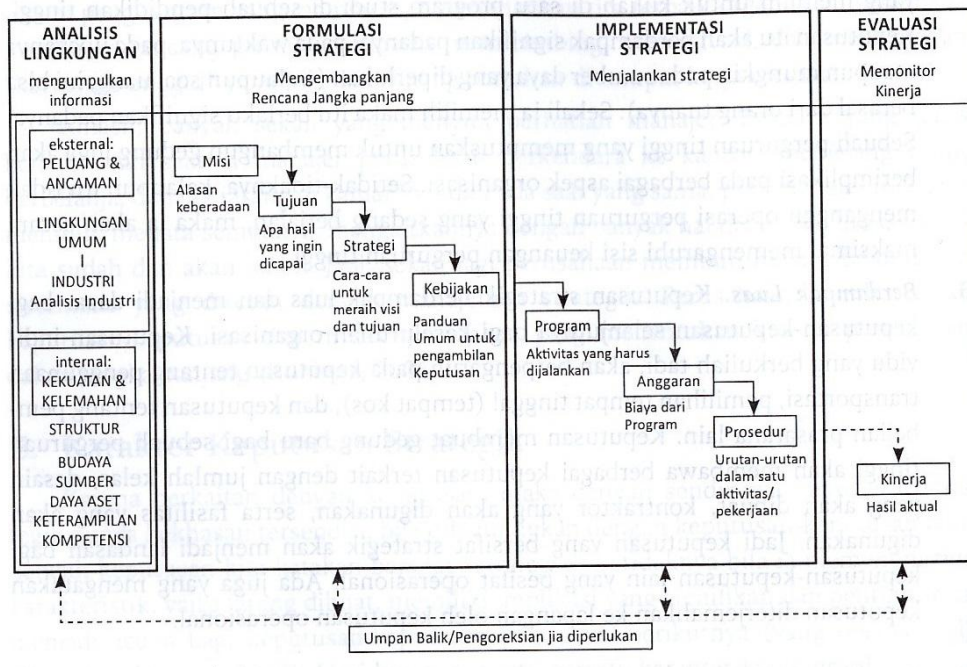 ANALISIS
LINGKUNGAN
mengumpulkan
informasi
eksternal:
PELUANG &
ANCAMAN
LINGKUNGAN
UMUM
INDUSTRI
Analisis Industri
internal:
KEKUATAN &
KELEMAHAN
STRUKTUR
BUDAYA
SUMBER
DAYA/ASET
KETERAMPILAN
KOMPETENSI
FORMULASI
STRATEGI
Mengembangkan
Rencana Jangka panjang
Misi
Alasan
keberadaan
Tujuan
Apa hasil
yang ingin
dicapai
Strategi
Cara-cara
untuk
meraih visi
dan tujuan
Kebijakan
Panduan
Umum untuk
pengambilan
Keputusan
IMPLEMENTASI
STRATEGI
Menjalankan strategi
Program
Aktivitas yang harus
dijalankan
Anggaran
Biaya dari
Program
Prosedur
Urutan-urutan
dalam satu
aktivitas/
pekerjaan
EVALUASI
STRATEGI
Memonitor
Kinerja
Kinerja
Hasil aktual
Umpan Balik/Pengoreksian jia diperlukan